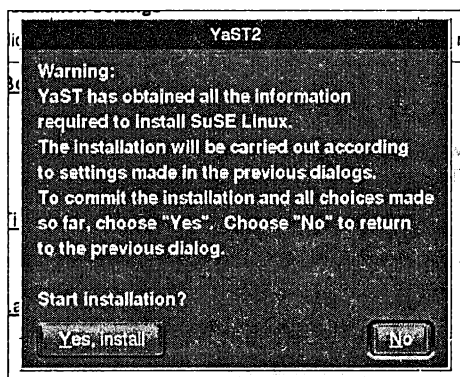 YaST2
Warning:
YaST has obtained all the information
required to install SuSE Linux.
The installation will be carried out according
to settings made in the previous dialogs.
To commit the installation and all choices made
so far, choose "Yes". Choose "No" to return
to the previous dialog.
Start installation?
Yes, install
No